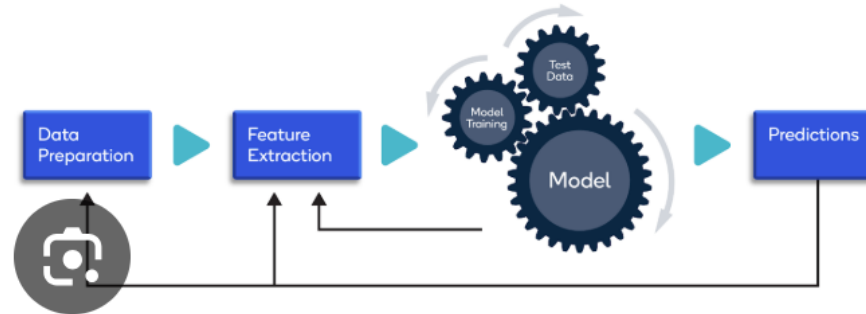 Data
Preparation
Feature
Extraction
Model
Training
Test
Data
Model
Predictions